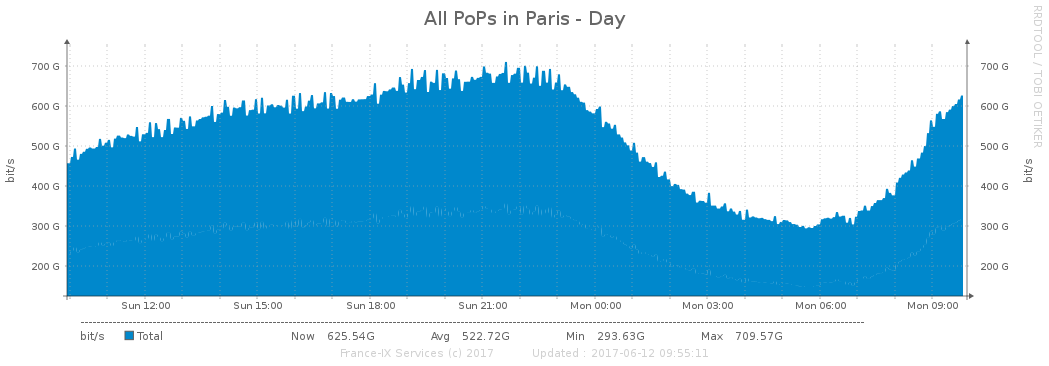 All PoPs in Paris - Day
RRDTOOL / TOBI OETIKER
bit/s
700 G
600 G
500 G
400 G
300 G
200 G
700 G
600 G
500 G
400 G
300 G
200 G
bit/s
Sun 12:00 Sun 15:00 Sun 18:00 Sun 21:00 Mon 00:00 Mon 03:00 Mon 06:00 Mon 09:00
bit/s Total Now 625.54G Avg 522.72G Min 293.63G Max 709.57G
France-IX Services (c) 2017 Updated : 2017-06-12 09:55:11